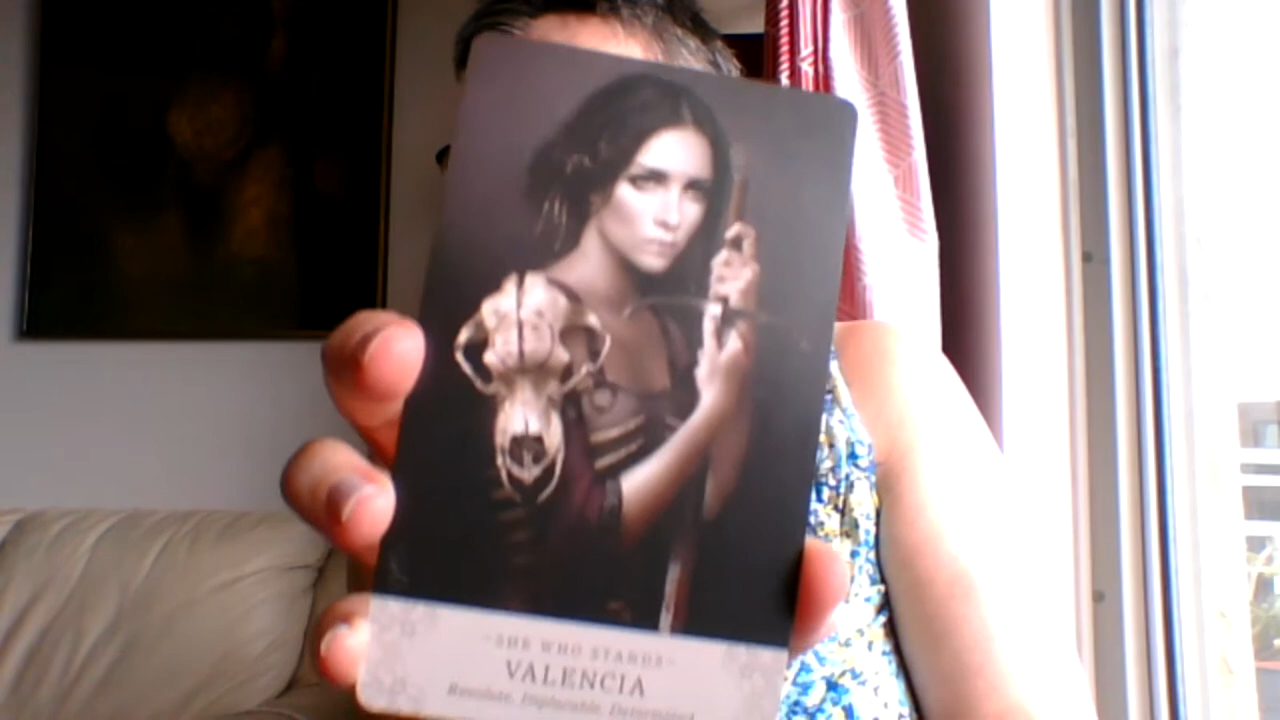 ~SHE WHO STANDS~
VALENCIA
Resolute. Implacable. Determined